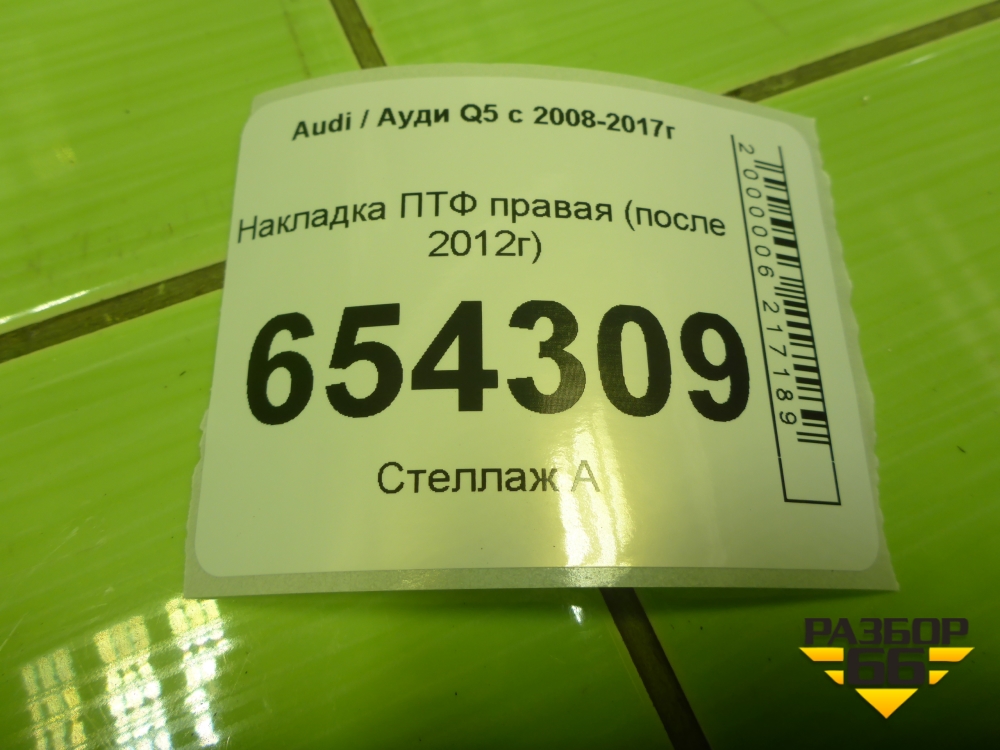 Audi / Ауди Q5 с 2008-2017г
Накладка ПТФ правая (после
2012г)
654309
Стеллаж А
2000006217189
РАЗБОР
66